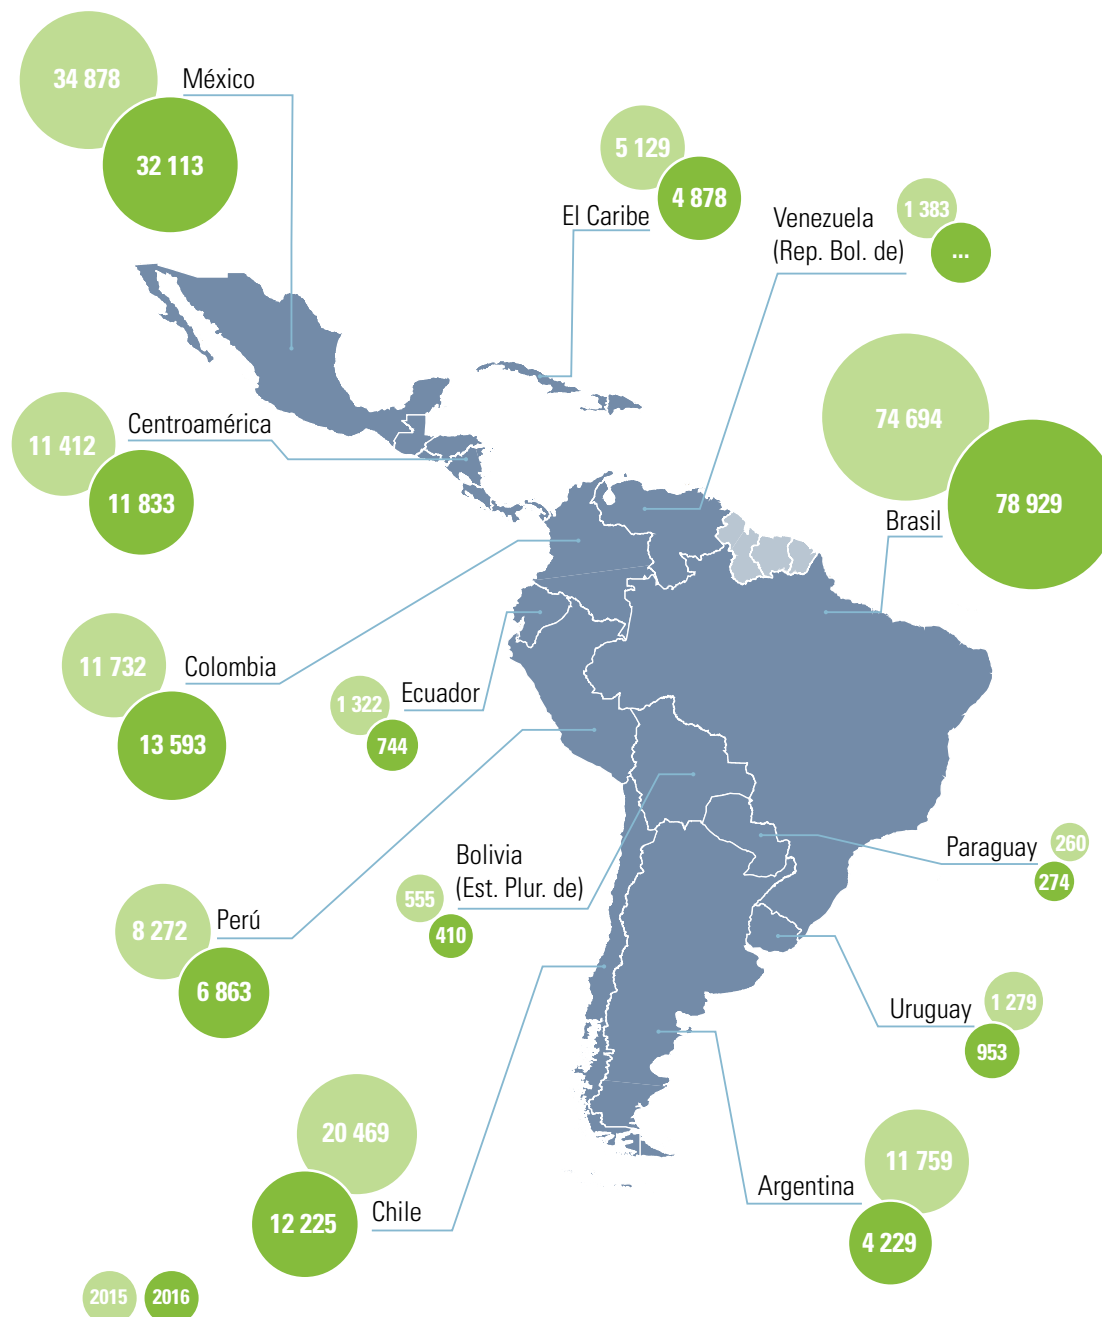 34 878
México
32 113
5 129
4 878
El Caribe
1 383
Venezuela
(Rep. Bol. de)
...
74 694
78 929
Brasil
11 412
Centroamérica
11 833
11 732
Colombia
13 593
1 322
Ecuador
744
Paraguay
260
274
Bolivia
(Est. Plur. de)
555
410
8 272
Perú
6 863
1 279
Uruguay
953
20 469
Chile
12 225
11 759
Argentina
4 229
2015
2016